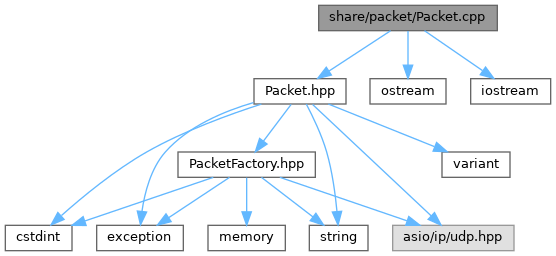 share/packet/Packet.cpp
Packet.hpp
ostream
iostream
PacketFactory.hpp
variant
cstdint
exception
memory
string
asio/ip/udp.hpp